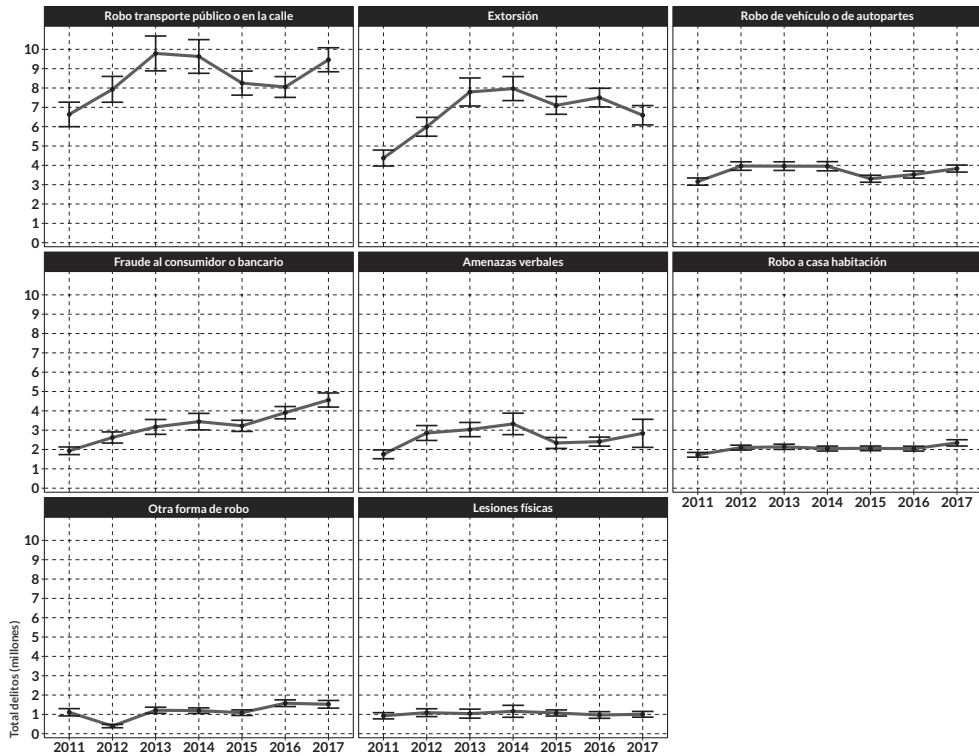 Robo transporte público o en la calle
Extorsión
Robo de vehículo o de autopartes
10
9
8
7
6
5
4
3
2
1
0
Fraude al consumidor o bancario
Amenazas verbales
Robo a casa habitación
10
9
8
7
6
5
4
3
2
1
0
2011 2012 2013 2014 2015 2016 2017
Otra forma de robo
Lesiones físicas
Total delitos (millones)
10
9
8
7
6
5
4
3
2
1
0
2011 2012 2013 2014 2015 2016 2017
2011 2012 2013 2014 2015 2016 2017